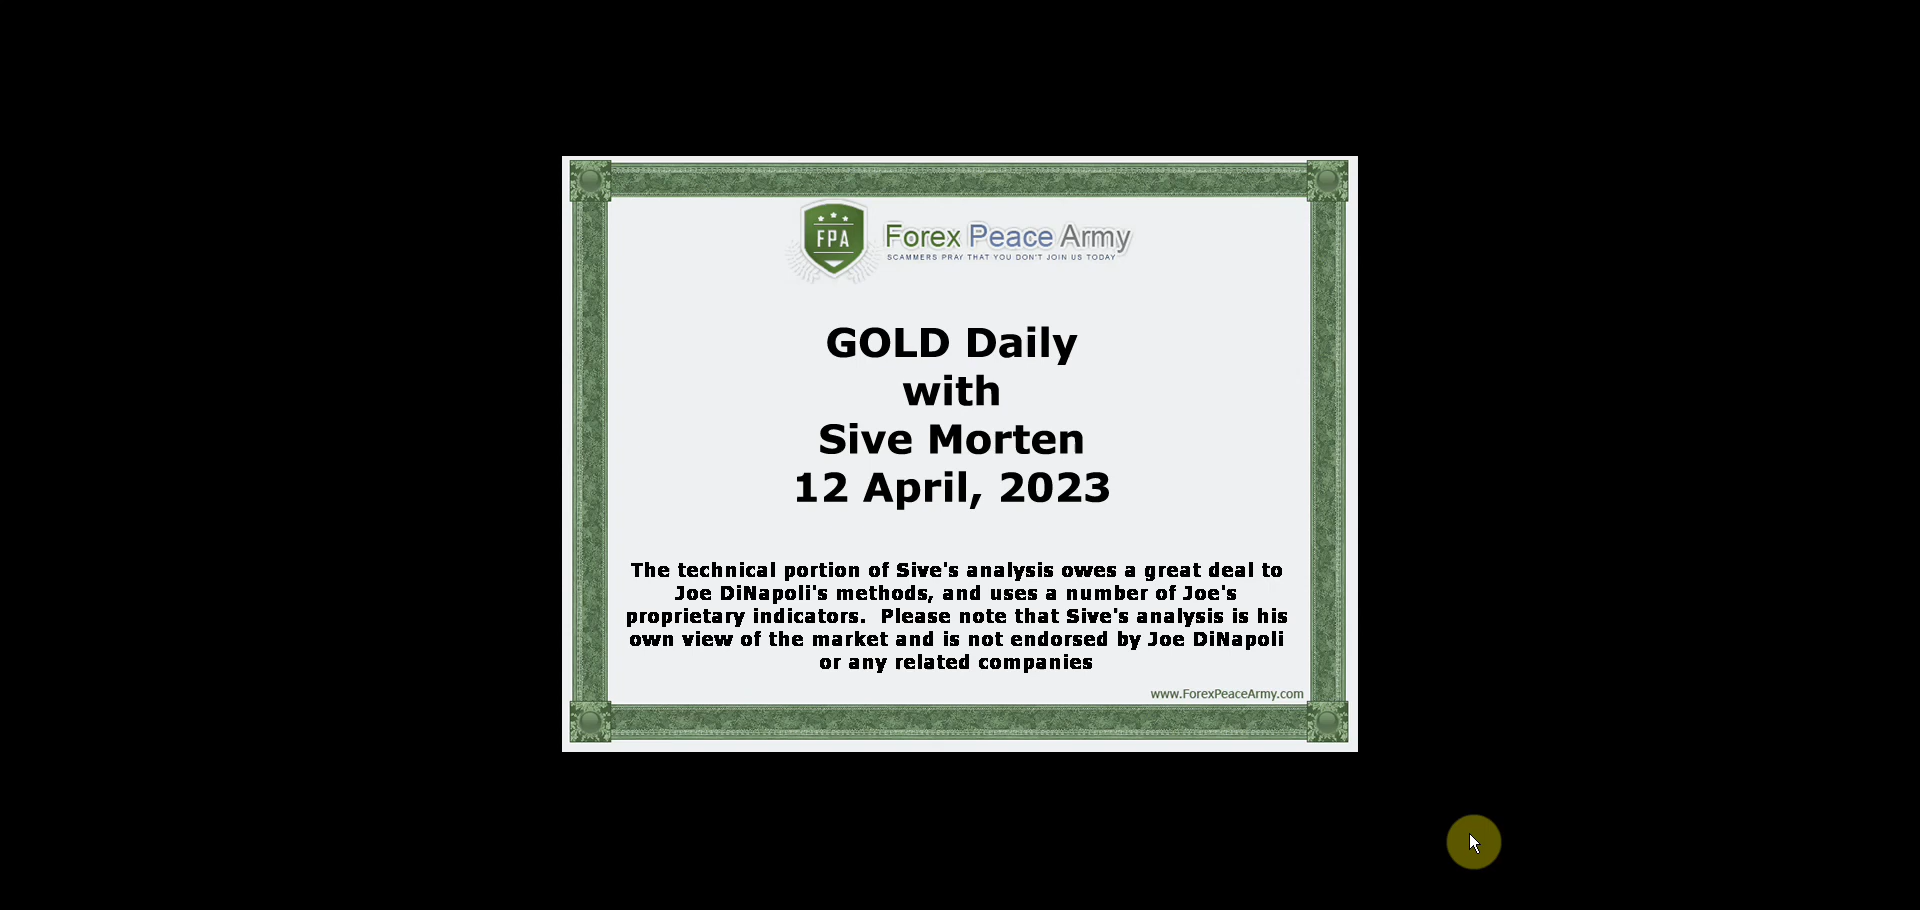 FPA
Forex Peace Army
SCAMMERS PRAY THAT YOU DON'T JOIN US TODAY
GOLD Daily
with
Sive Morten
12 April, 2023
The technical portion of Sive's analysis owes a great deal to
Joe DiNapoli's methods, and uses a number of Joe's
proprietary indicators.  Please note that Sive's analysis is his
own view of the market and is not endorsed by Joe DiNapoli
or any related companies
www.ForexPeaceArmy.com